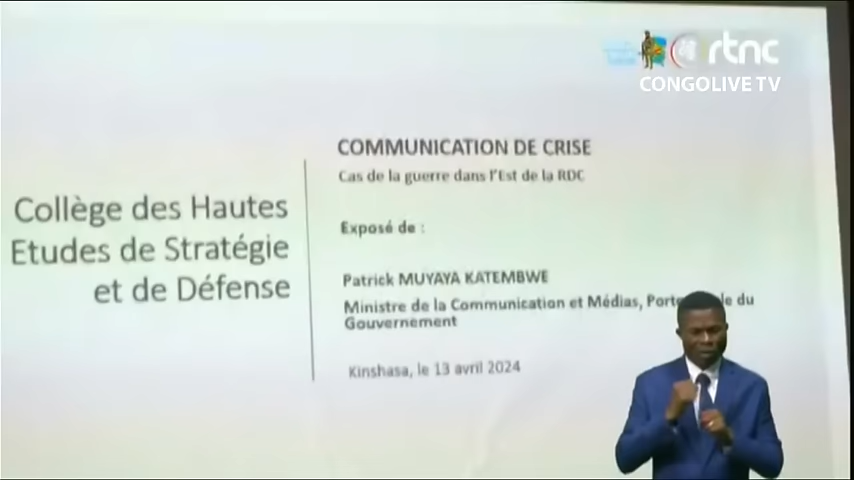 rtnc
CONGOLIVE TV
Collège des Hautes
Etudes de Stratégie
et de Défense
COMMUNICATION DE CRISE
Cas de la guerre dans l'Est de la RDC
Exposé de :
Patrick MUYAYA KATEMBWE
Ministre de la Communication et Médias, du
Gouvernement
Kinshasa, le 13 avril 2024